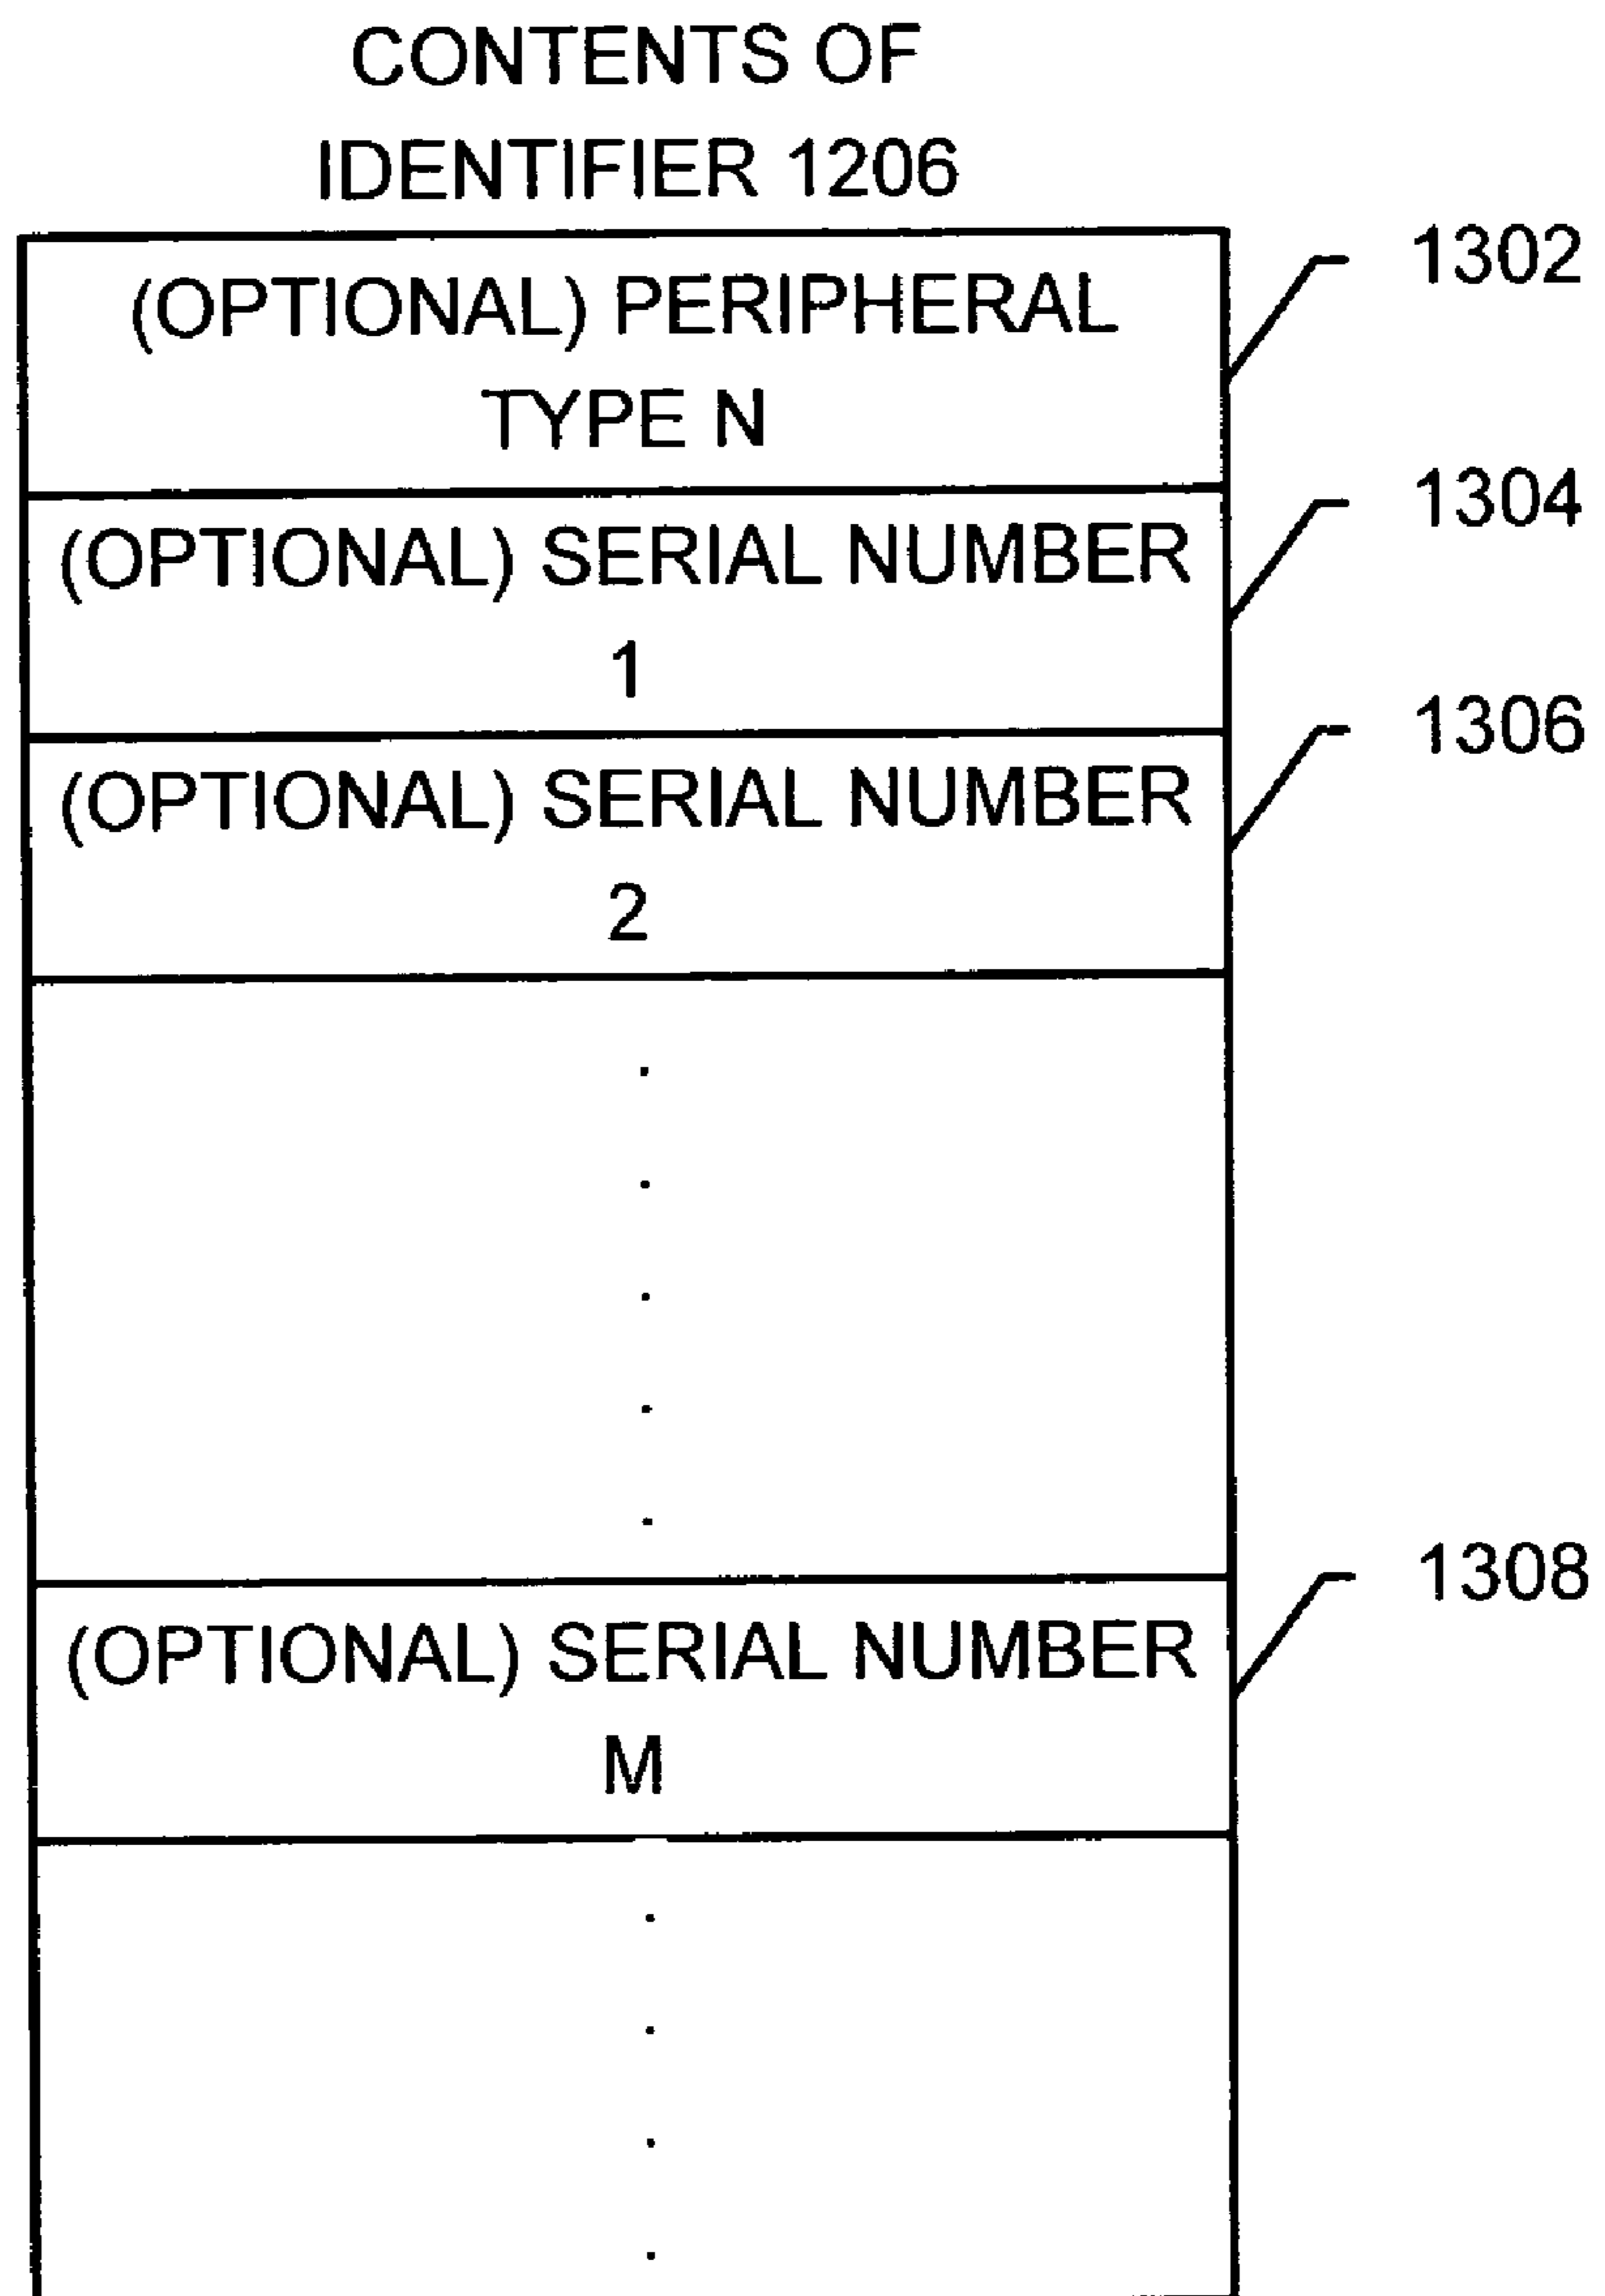 CONTENTS OF
IDENTIFIER 1206
(OPTIONAL) PERIPHERAL
TYPE N
1302
(OPTIONAL) SERIAL NUMBER
1
1304
(OPTIONAL) SERIAL NUMBER
2
1306
.
.
.
.
.
(OPTIONAL) SERIAL NUMBER
M
1308
.
.
.
.